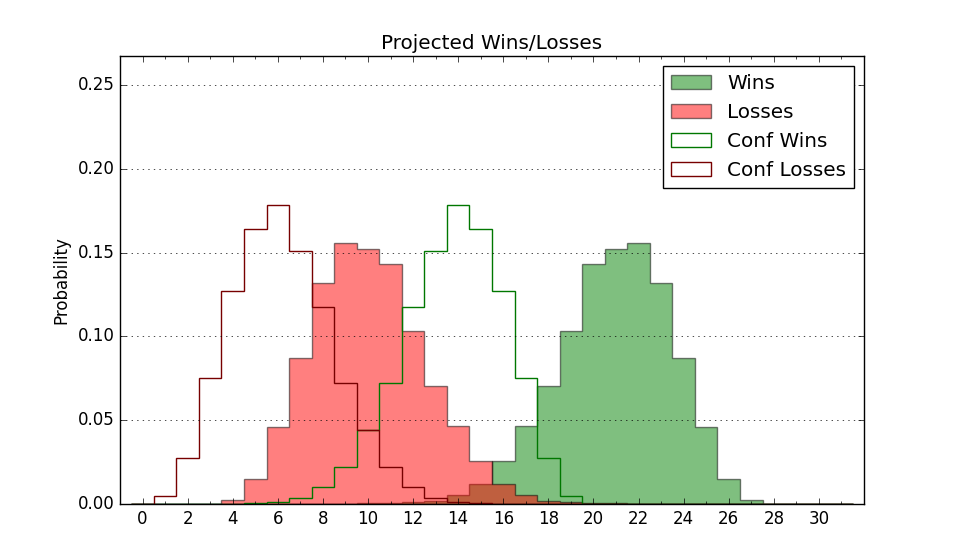 Projected Wins/Losses
Wins
Losses
Conf Wins
Conf Losses
Probability
0.25
0.20
0.15
0.10
0.05
0.00
0 2 4 6 8 10 12 14 16 18 20 22 24 26 28 30